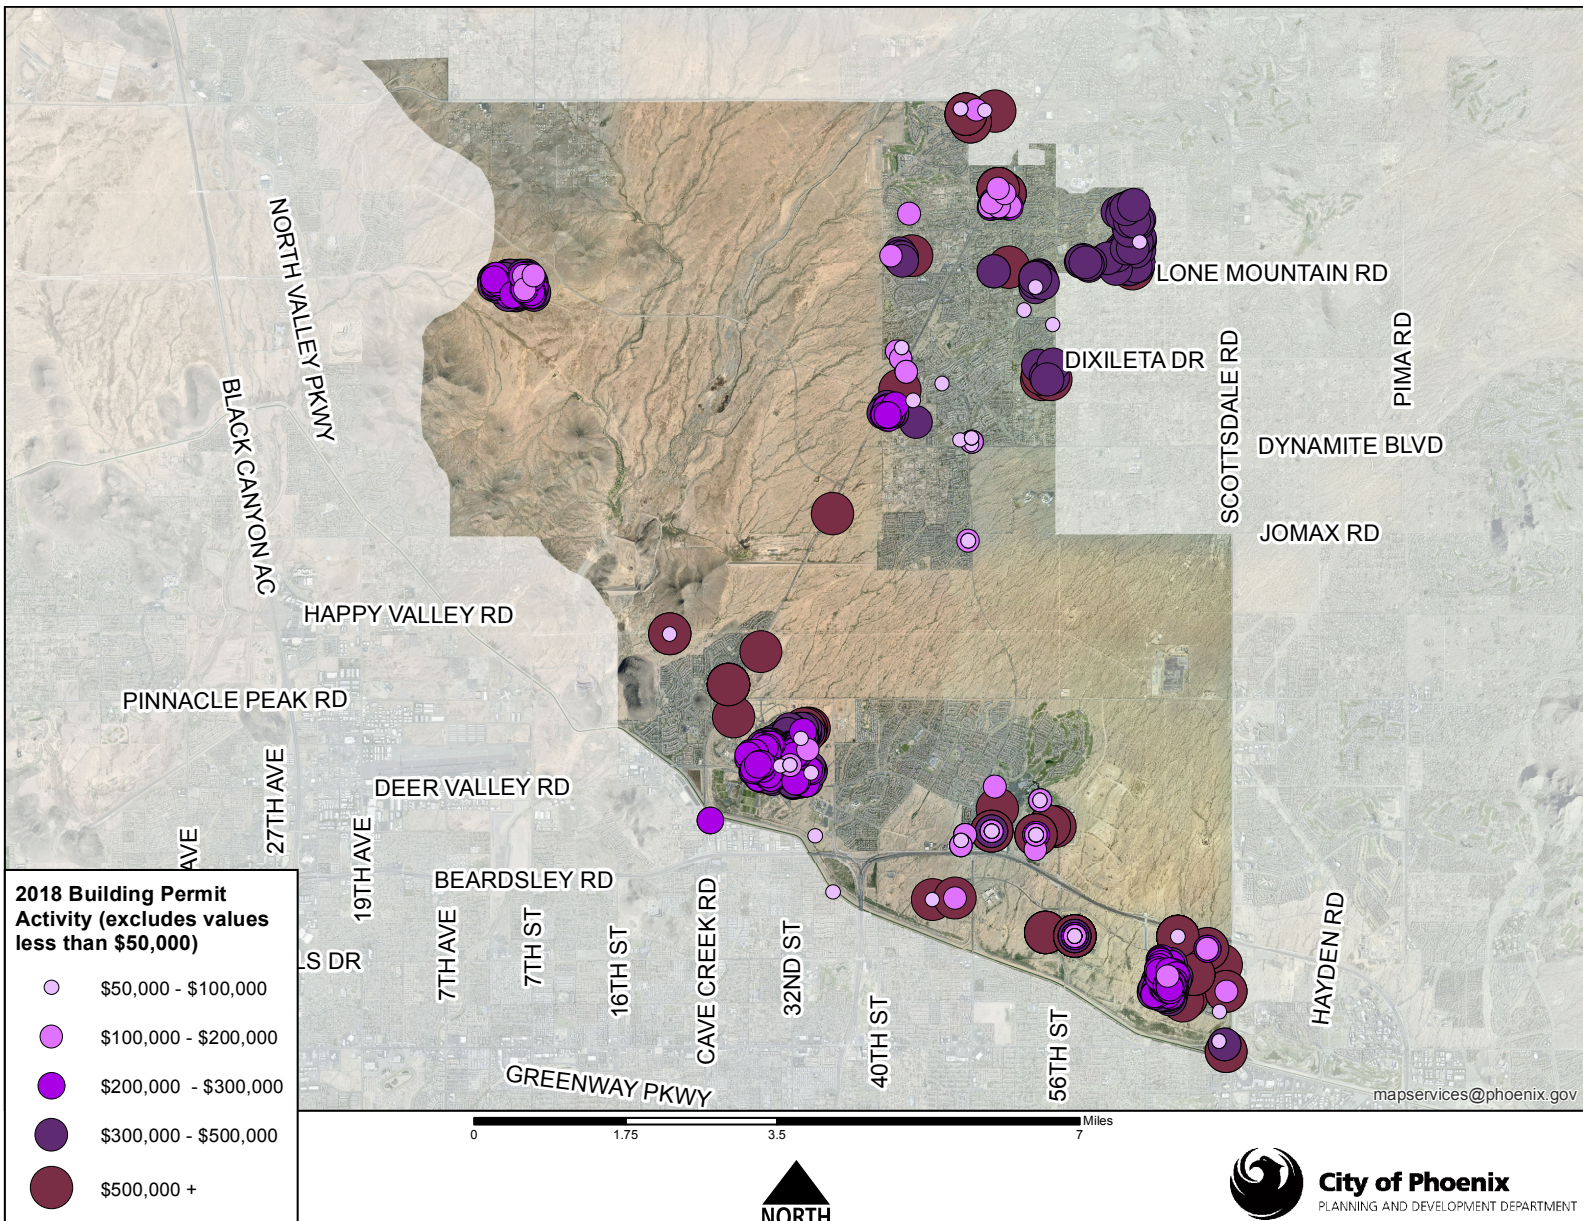 NORTH VALLEY PKWY
BLACK CANYON AC
LONE MOUNTAIN RD
PIMA RD
SCOTTSDALE RD
DIXILETA DR
DYNAMITE BLVD
JOMAX RD
HAPPY VALLEY RD
PINNACLE PEAK RD
27TH AVE
DEER VALLEY RD
AVE
19TH AVE
BEARDSLEY RD
LS DR
7TH AVE
7TH ST
16TH ST
CAVE CREEK RD
32ND ST
40TH ST
56TH ST
HAYDEN RD
GREENWAY PKWY
mapservices@phoenix.gov
2018 Building Permit
Activity (excludes values
less than $50,000)
$50,000 - $100,000
$100,000 - $200,000
$200,000 - $300,000
$300,000 - $500,000
$500,000 +
Miles
0 1.75 3.5 7
NORTH
City of Phoenix
PLANNING AND DEVELOPMENT DEPARTMENT